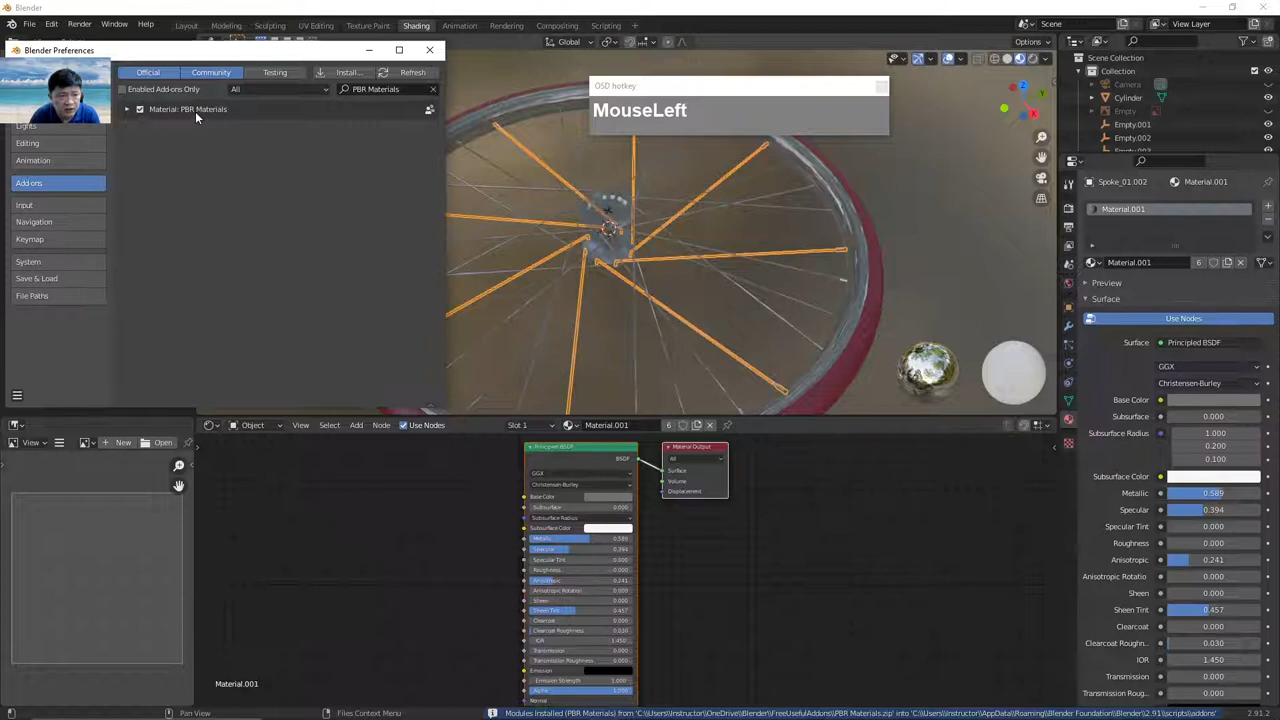 Blender
File Edit Render Window Help Layout Modeling Sculpting UV Editing Texture Paint Shading Animation Rendering Compositing Scripting Scene View Layer
Blender Preferences
Global Options
Official Community Testing Install... Refresh
Enabled Add-ons Only All PBR Materials
Material: PBR Materials
Lights
Editing
Animation
Add-ons
Input
Navigation
Keymap
System
Save & Load
File Paths
OSD hotkey
MouseLeft
X
Y
Z
Scene Collection
Collection
Camera
Cylinder
Empty
Empty.001
Empty.002
Empty.003
Spoke_01.002 Material.001
Material.001
Material.001 6
Preview
Surface
Use Nodes
Surface Principled BSDF
GGX
Christensen-Burley
Base Color
Subsurface 0.000
Subsurface Radius 1.000
0.200
0.100
Subsurface Color
Metallic 0.589
Specular 0.394
Specular Tint 0.000
Roughness 0.000
Anisotropic 0.241
Anisotropic Rotatio 0.000
Sheen 0.000
Sheen Tint 0.457
Clearcoat 0.000
Clearcoat Roughn... 0.030
IOR 1.450
Transmission 0.000
Transmission Roug... 0.000
View New Open
Object View Select Add Node Use Nodes Slot 1 Material.001 6
Principled BSDF
BSDF
GGX
Christensen-Burley
Base Color
Subsurface 0.000
Subsurface Radius
Subsurface Color
Metallic 0.589
Specular 0.394
Specular Tint 0.000
Roughness 0.000
Anisotropic 0.241
Anisotropic Rotation 0.000
Sheen 0.000
Sheen Tint 0.457
Clearcoat 0.000
Clearcoat Roughness 0.030
IOR 1.450
Transmission 0.000
Transmission Roughness 0.000
Emission
Emission Strength 1.000
Alpha 1.000
Normal
Material Output
All
Surface
Volume
Displacement
Material.001
Pan View Files Context Menu Modules Installed (PBR Materials) from 'C:\\Users\\Instructor\\OneDrive\\Blender\\FreeUsefulAddons\\PBR Materials.zip' into 'C:\\Users\\Instructor\\AppData\\Roaming\\Blender Foundation\\Blender\\2.91\\scripts\\addons' 2.91.2